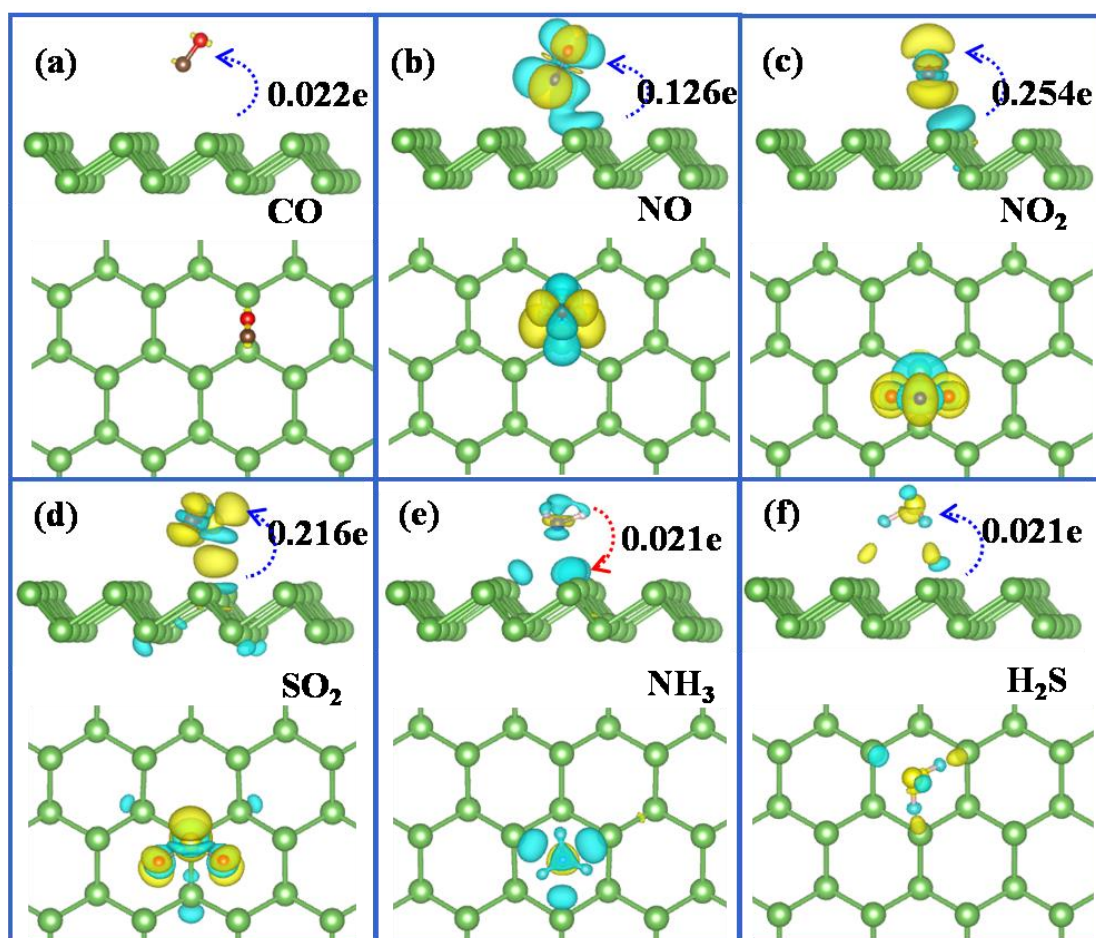 (a)
0.022e
CO
(b)
0.126e
NO
(c)
0.254e
NO₂
(d)
0.216e
SO₂
(e)
0.021e
NH₃
(f)
0.021e
H₂S